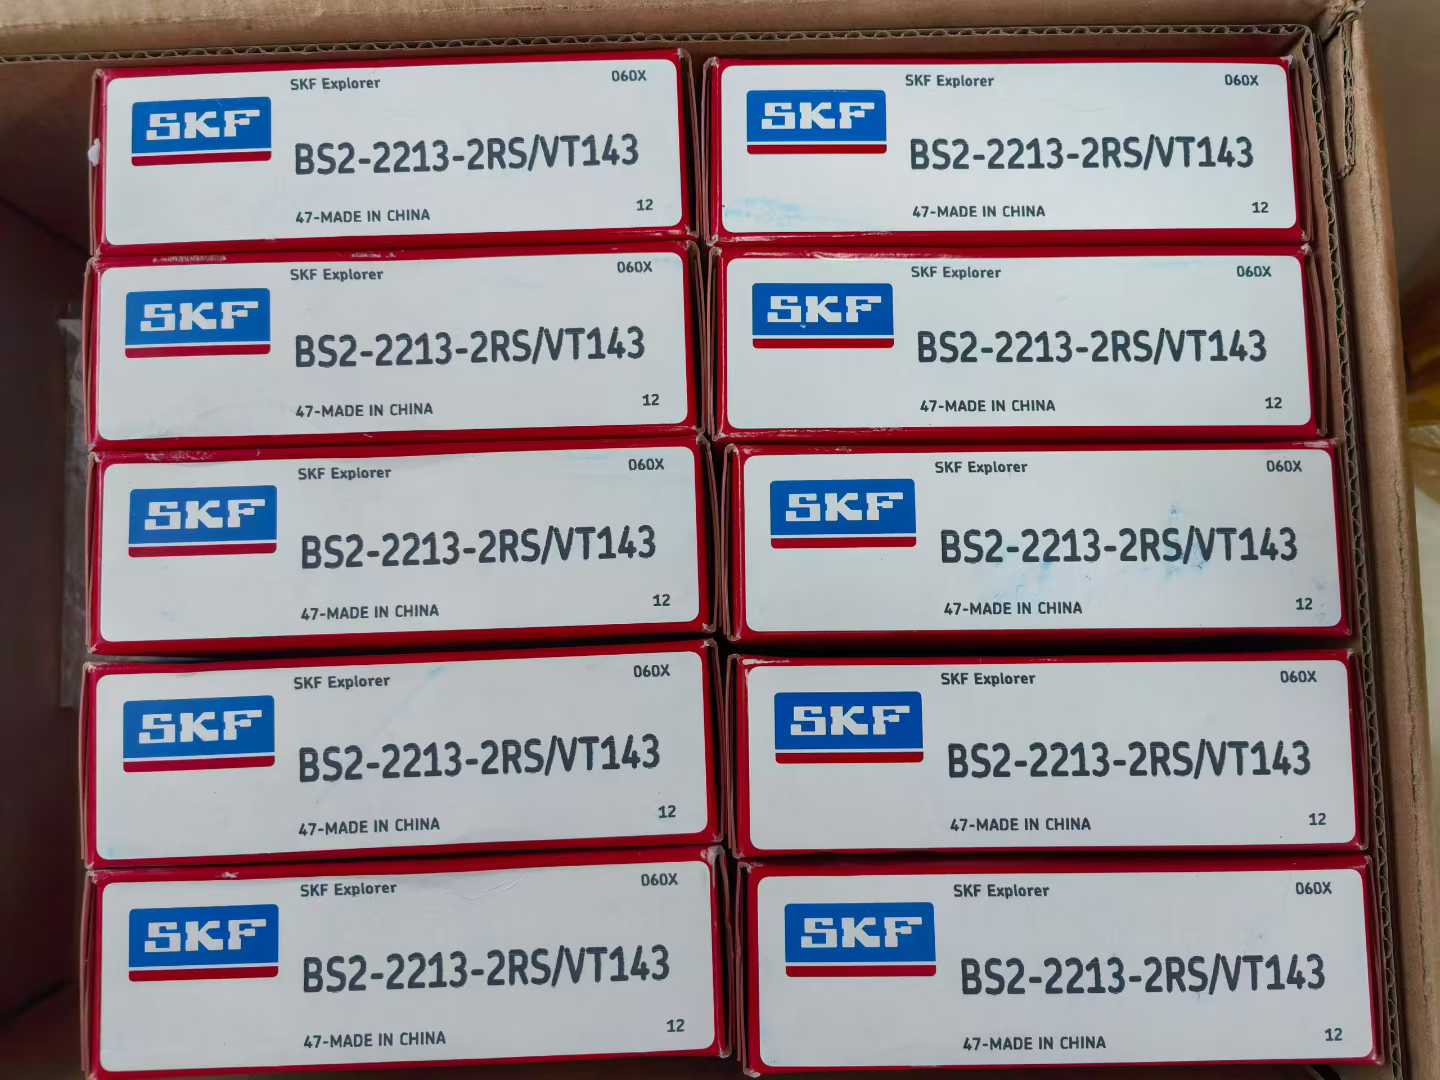 SKF Explorer 060X
SKF
BS2-2213-2RS/VT143
47-MADE IN CHINA 12
SKF Explorer 060X
SKF
BS2-2213-2RS/VT143
47-MADE IN CHINA 12
SKF Explorer 060X
SKF
BS2-2213-2RS/VT143
47-MADE IN CHINA 12
SKF Explorer 060X
SKF
BS2-2213-2RS/VT143
47-MADE IN CHINA 12
SKF Explorer 060X
SKF
BS2-2213-2RS/VT143
47-MADE IN CHINA 12
SKF Explorer 060X
SKF
BS2-2213-2RS/VT143
47-MADE IN CHINA 12
SKF Explorer 060X
SKF
BS2-2213-2RS/VT143
47-MADE IN CHINA 12
SKF Explorer 060X
SKF
BS2-2213-2RS/VT143
47-MADE IN CHINA 12
SKF Explorer 060X
SKF
BS2-2213-2RS/VT143
47-MADE IN CHINA 12
SKF Explorer 060X
SKF
BS2-2213-2RS/VT143
47-MADE IN CHINA 12